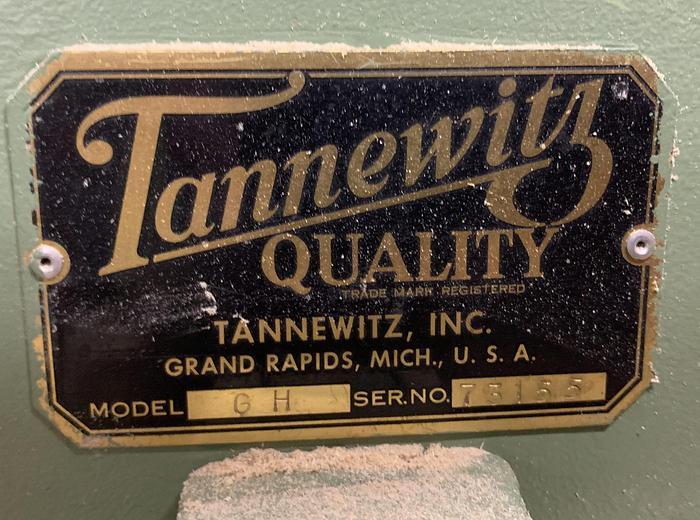 Tannewitz
QUALITY
TRADE MARK REGISTERED
TANNEWITZ, INC.
GRAND RAPIDS, MICH., U. S. A.
MODEL GH SER.NO. 73155